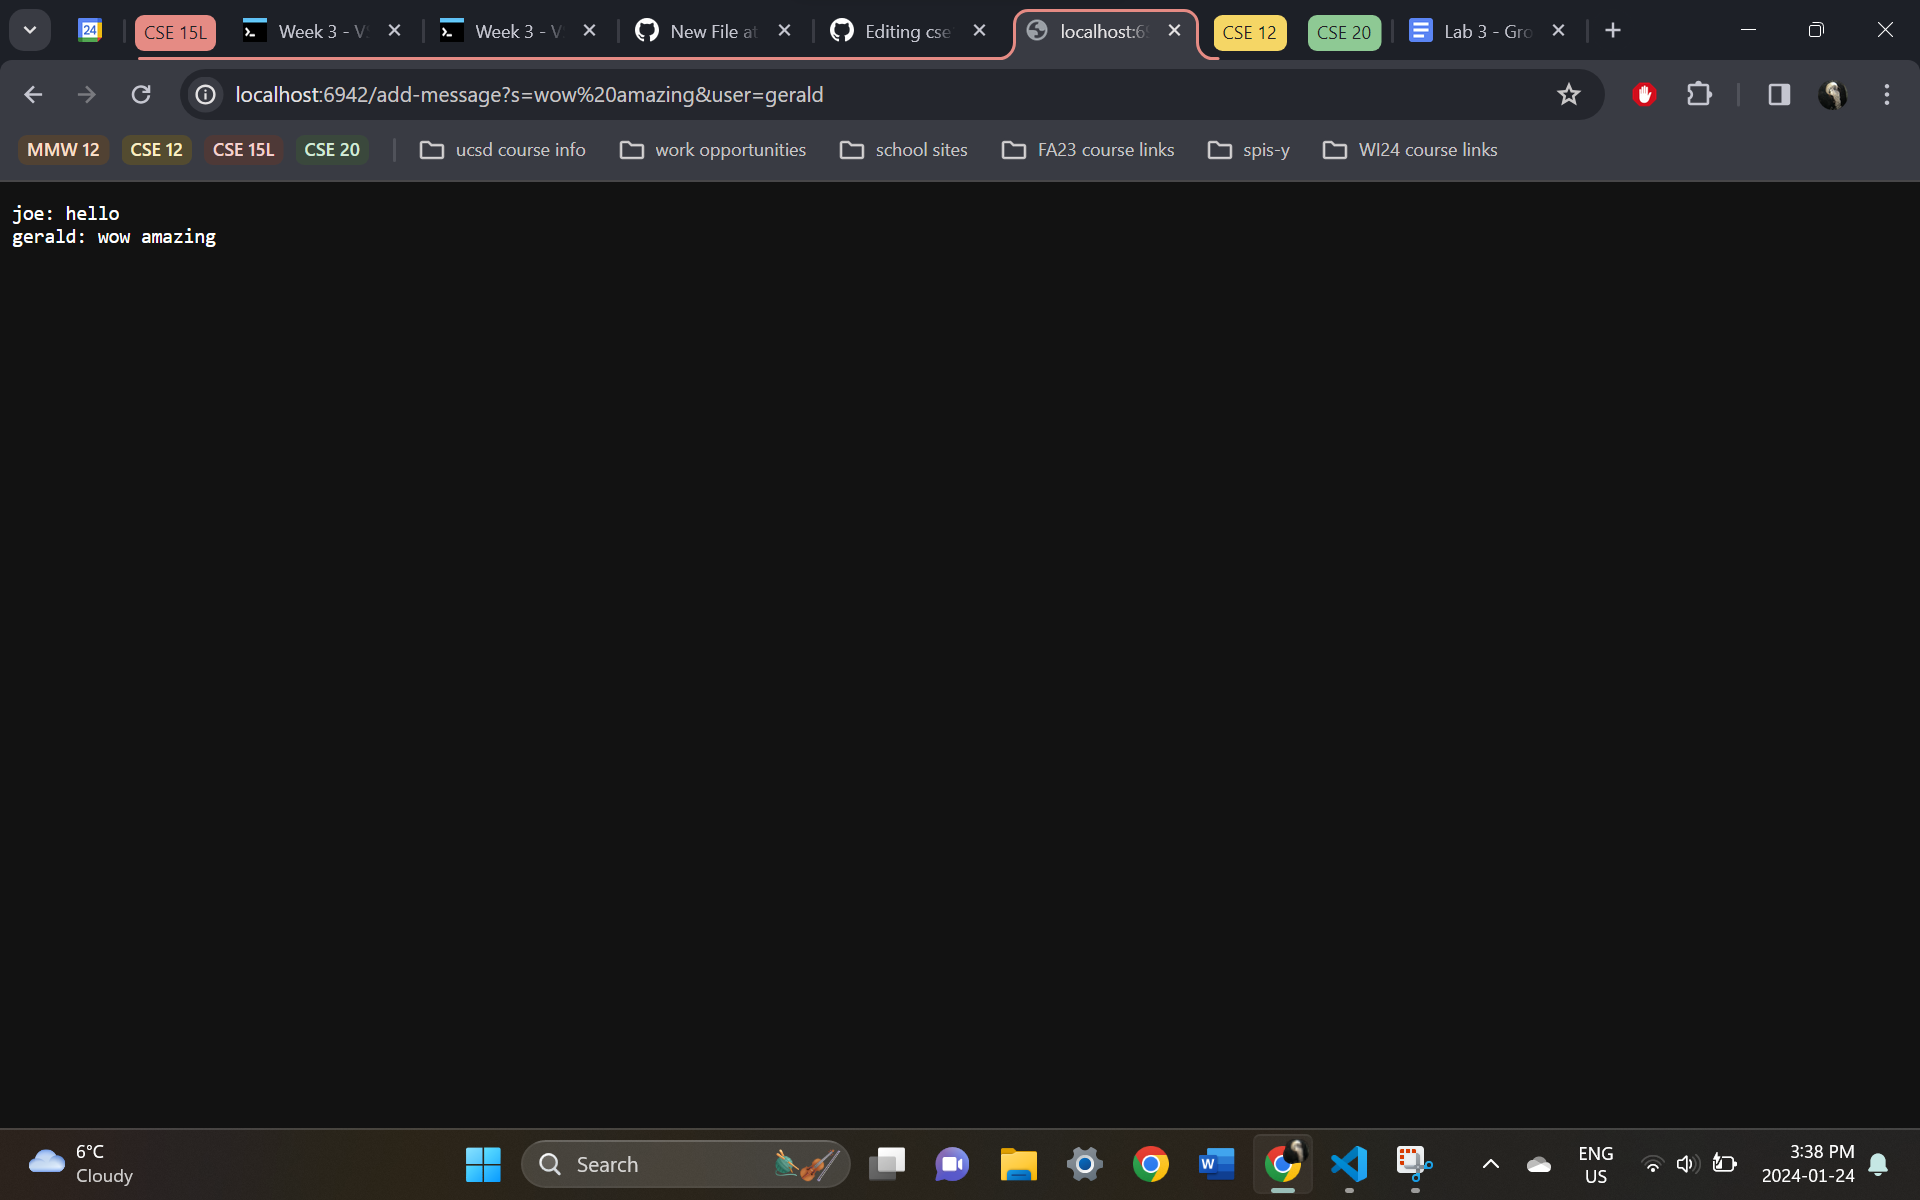 24
CSE 15L
Week 3 - V
Week 3 - V
New File at
Editing cse
localhost:69
CSE 12
CSE 20
Lab 3 - Gro
localhost:6942/add-message?s=wow%20amazing&user=gerald
MMW 12
CSE 12
CSE 15L
CSE 20
ucsd course info
work opportunities
school sites
FA23 course links
spis-y
WI24 course links
joe: hello
gerald: wow amazing
6°C
Cloudy
Search
W
ENG
US
3:38 PM
2024-01-24